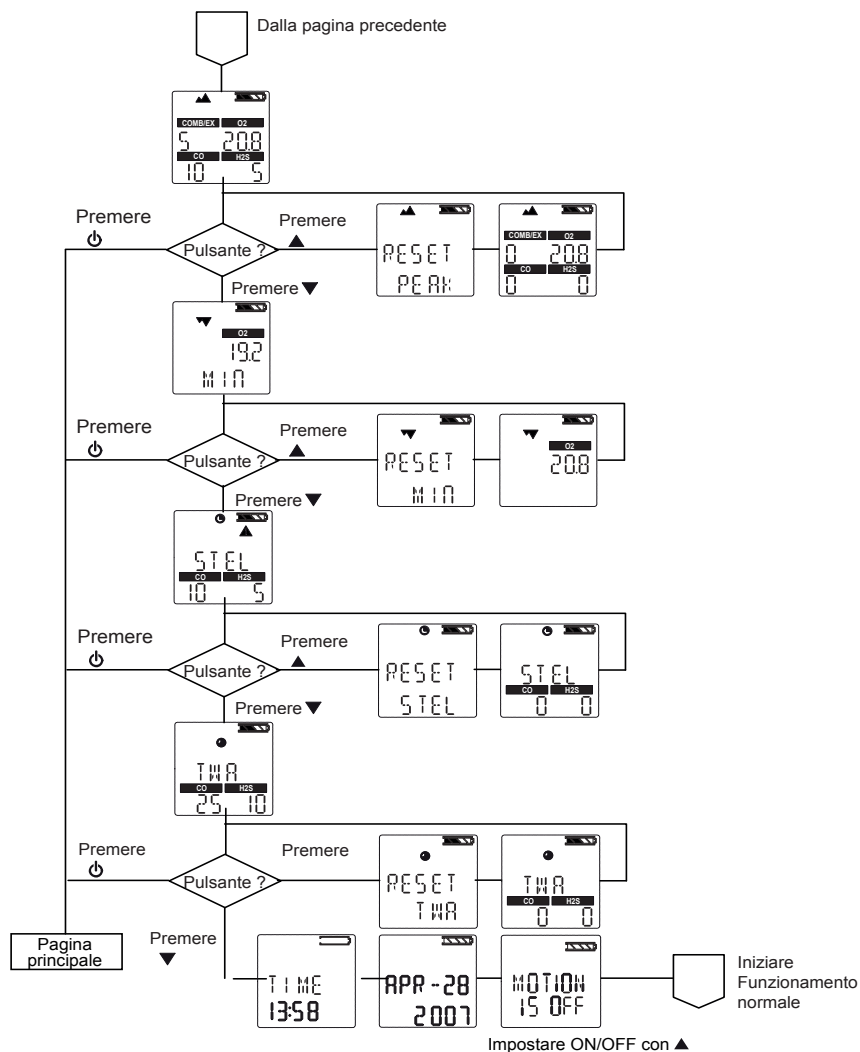 Dalla pagina precedente
COMB/EX O2
5 20.8
CO H2S
10 5
Premere
Pulsante ?
Premere ▲
RESET
PEAK
COMB/EX O2
0 20.8
CO H2S
0 0
Premere ▼
O2
19.2
MIN
Premere
Pulsante ?
Premere ▲
RESET
MIN
O2
20.8
Premere ▼
STEL
CO H2S
10 5
Premere
Pulsante ?
Premere ▲
RESET
STEL
STEL
CO H2S
0 0
Premere ▼
TWA
CO H2S
25 10
Premere
Pulsante ?
Premere
RESET
TWA
TWA
CO H2S
0 0
Pagina
principale
Premere
▼
TIME
13:58
APR-28
2007
MOTION
IS OFF
Iniziare
Funzionamento
normale
Impostare ON/OFF con ▲